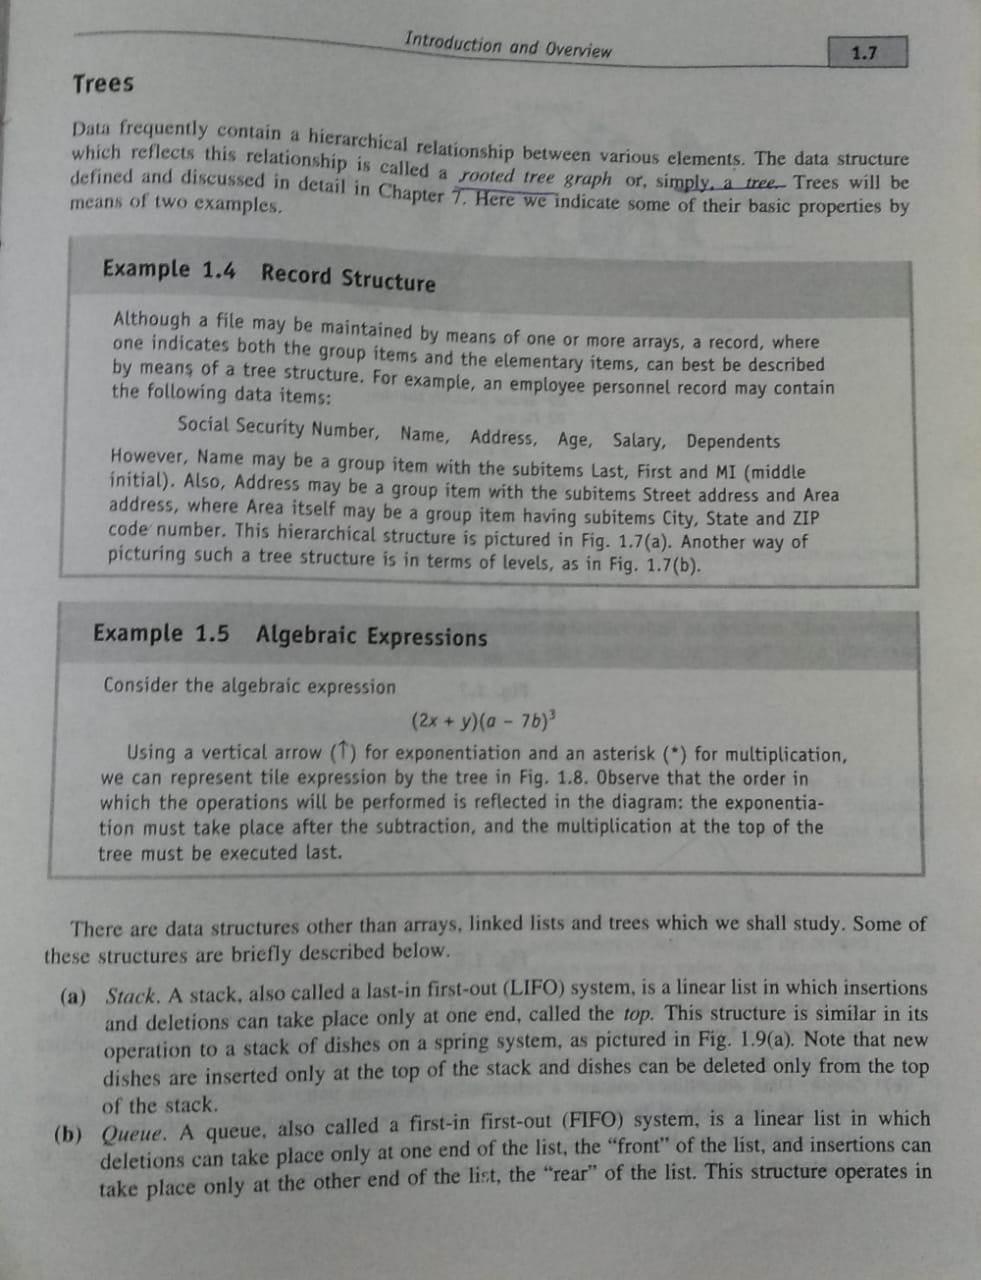 Introduction and Overview
1.7
Trees
Data frequently contain a hierarchical relationship between various elements. The data structure
which reflects this relationship is called a rooted tree graph or, simply, a tree. Trees will be
defined and discussed in detail in Chapter 7. Here we indicate some of their basic properties by
means of two examples.
Example 1.4 Record Structure
Although a file may be maintained by means of one or more arrays, a record, where
one indicates both the group items and the elementary items, can best be described
by means of a tree structure. For example, an employee personnel record may contain
the following data items:
Social Security Number, Name, Address, Age, Salary, Dependents
However, Name may be a group item with the subitems Last, First and MI (middle
initial). Also, Address may be a group item with the subitems Street address and Area
address, where Area itself may be a group item having subitems City, State and ZIP
code number. This hierarchical structure is pictured in Fig. 1.7(a). Another way of
picturing such a tree structure is in terms of levels, as in Fig. 1.7(b).
Example 1.5 Algebraic Expressions
Consider the algebraic expression
(2x + y)(a – 7b)³
Using a vertical arrow (↑) for exponentiation and an asterisk (*) for multiplication,
we can represent tile expression by the tree in Fig. 1.8. Observe that the order in
which the operations will be performed is reflected in the diagram: the exponentia-
tion must take place after the subtraction, and the multiplication at the top of the
tree must be executed last.
There are data structures other than arrays, linked lists and trees which we shall study. Some of
these structures are briefly described below.
(a) Stack. A stack, also called a last-in first-out (LIFO) system, is a linear list in which insertions
and deletions can take place only at one end, called the top. This structure is similar in its
operation to a stack of dishes on a spring system, as pictured in Fig. 1.9(a). Note that new
dishes are inserted only at the top of the stack and dishes can be deleted only from the top
of the stack.
(b) Queue. A queue, also called a first-in first-out (FIFO) system, is a linear list in which
deletions can take place only at one end of the list, the “front” of the list, and insertions can
take place only at the other end of the list, the “rear” of the list. This structure operates in